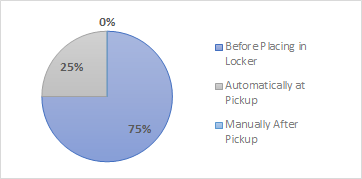 0%
25%
75%
Before Placing in
Locker
Automatically at
Pickup
Manually After
Pickup